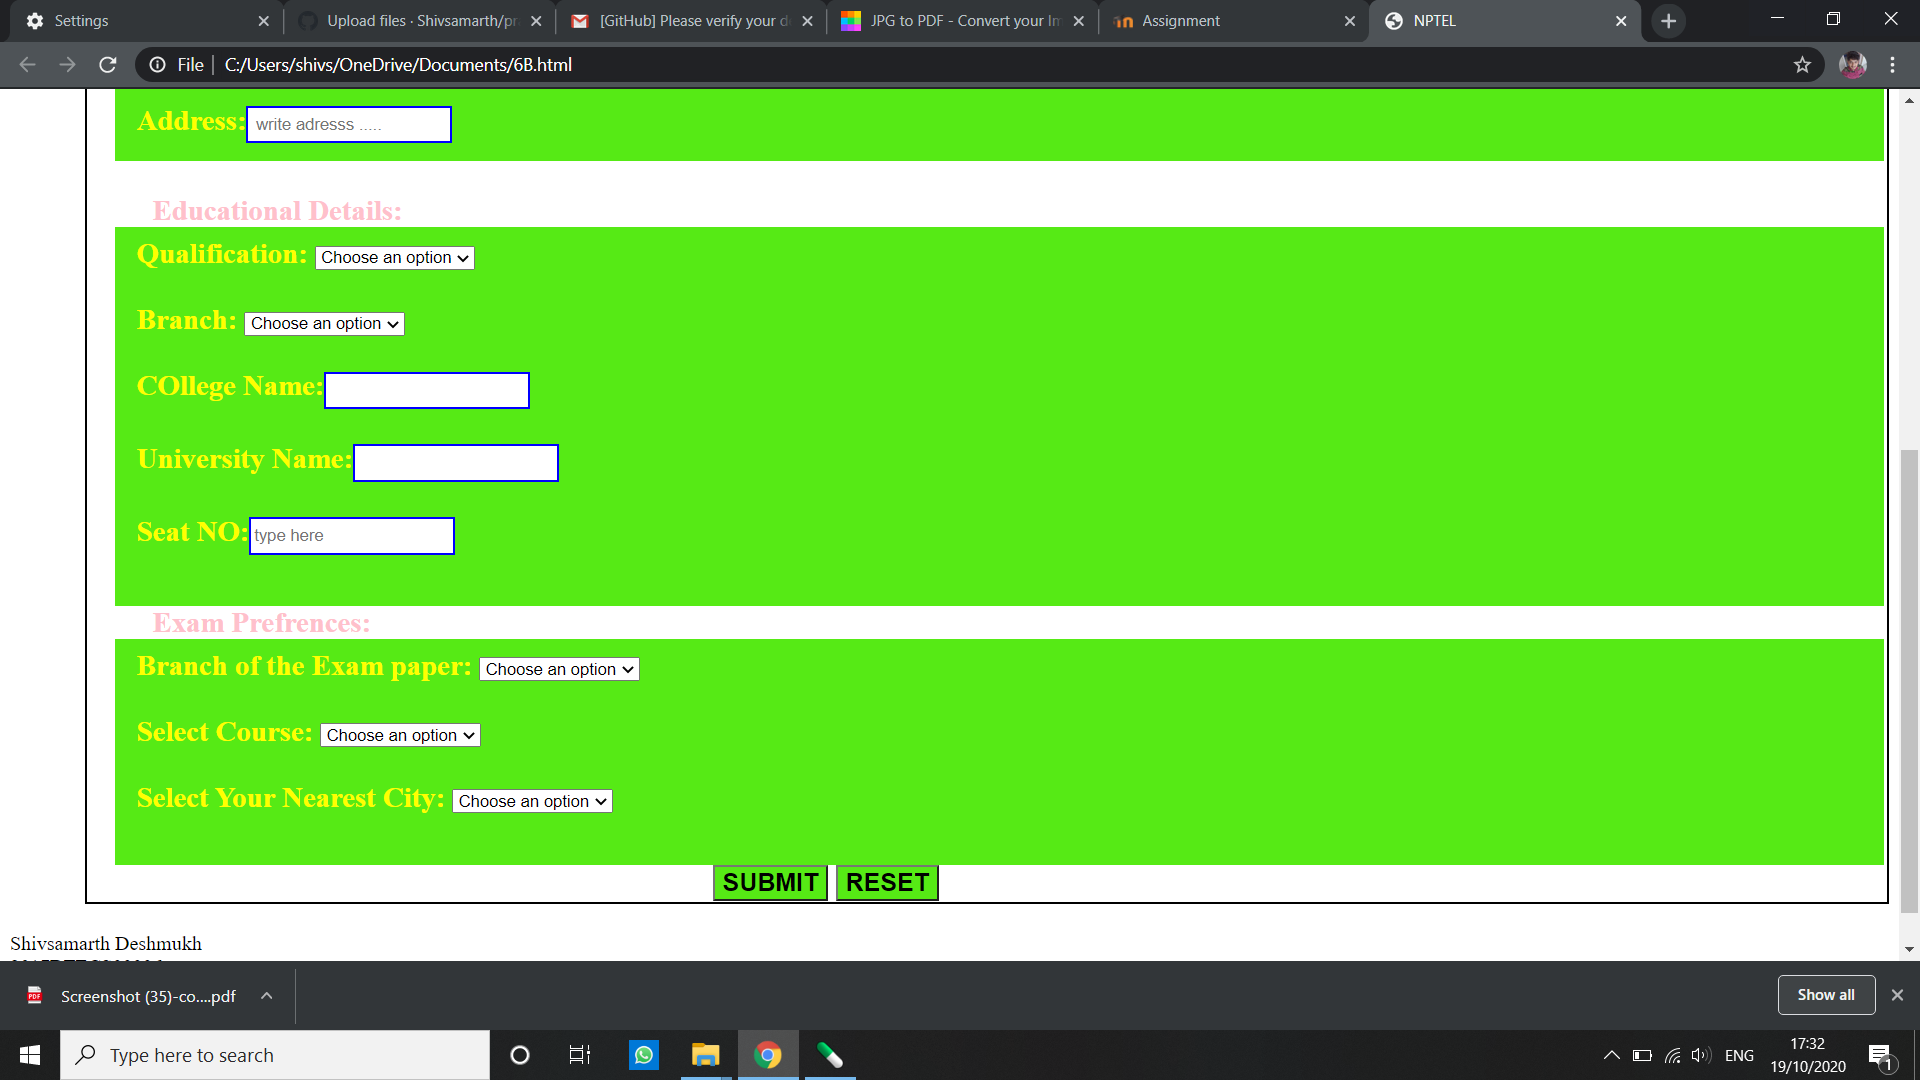 Settings
Upload files · Shivsamarth/pr
[GitHub] Please verify your d
JPG to PDF - Convert your Im
Assignment
NPTEL
File
C:/Users/shivs/OneDrive/Documents/6B.html
Address:
write adresss .....
Educational Details:
Qualification: Choose an option
Branch: Choose an option
COllege Name:
University Name:
Seat NO: type here
Exam Prefrences:
Branch of the Exam paper: Choose an option
Select Course: Choose an option
Select Your Nearest City: Choose an option
SUBMIT RESET
Shivsamarth Deshmukh
PDF
Screenshot (35)-co....pdf
Show all
Type here to search
ENG
17:32
19/10/2020
1